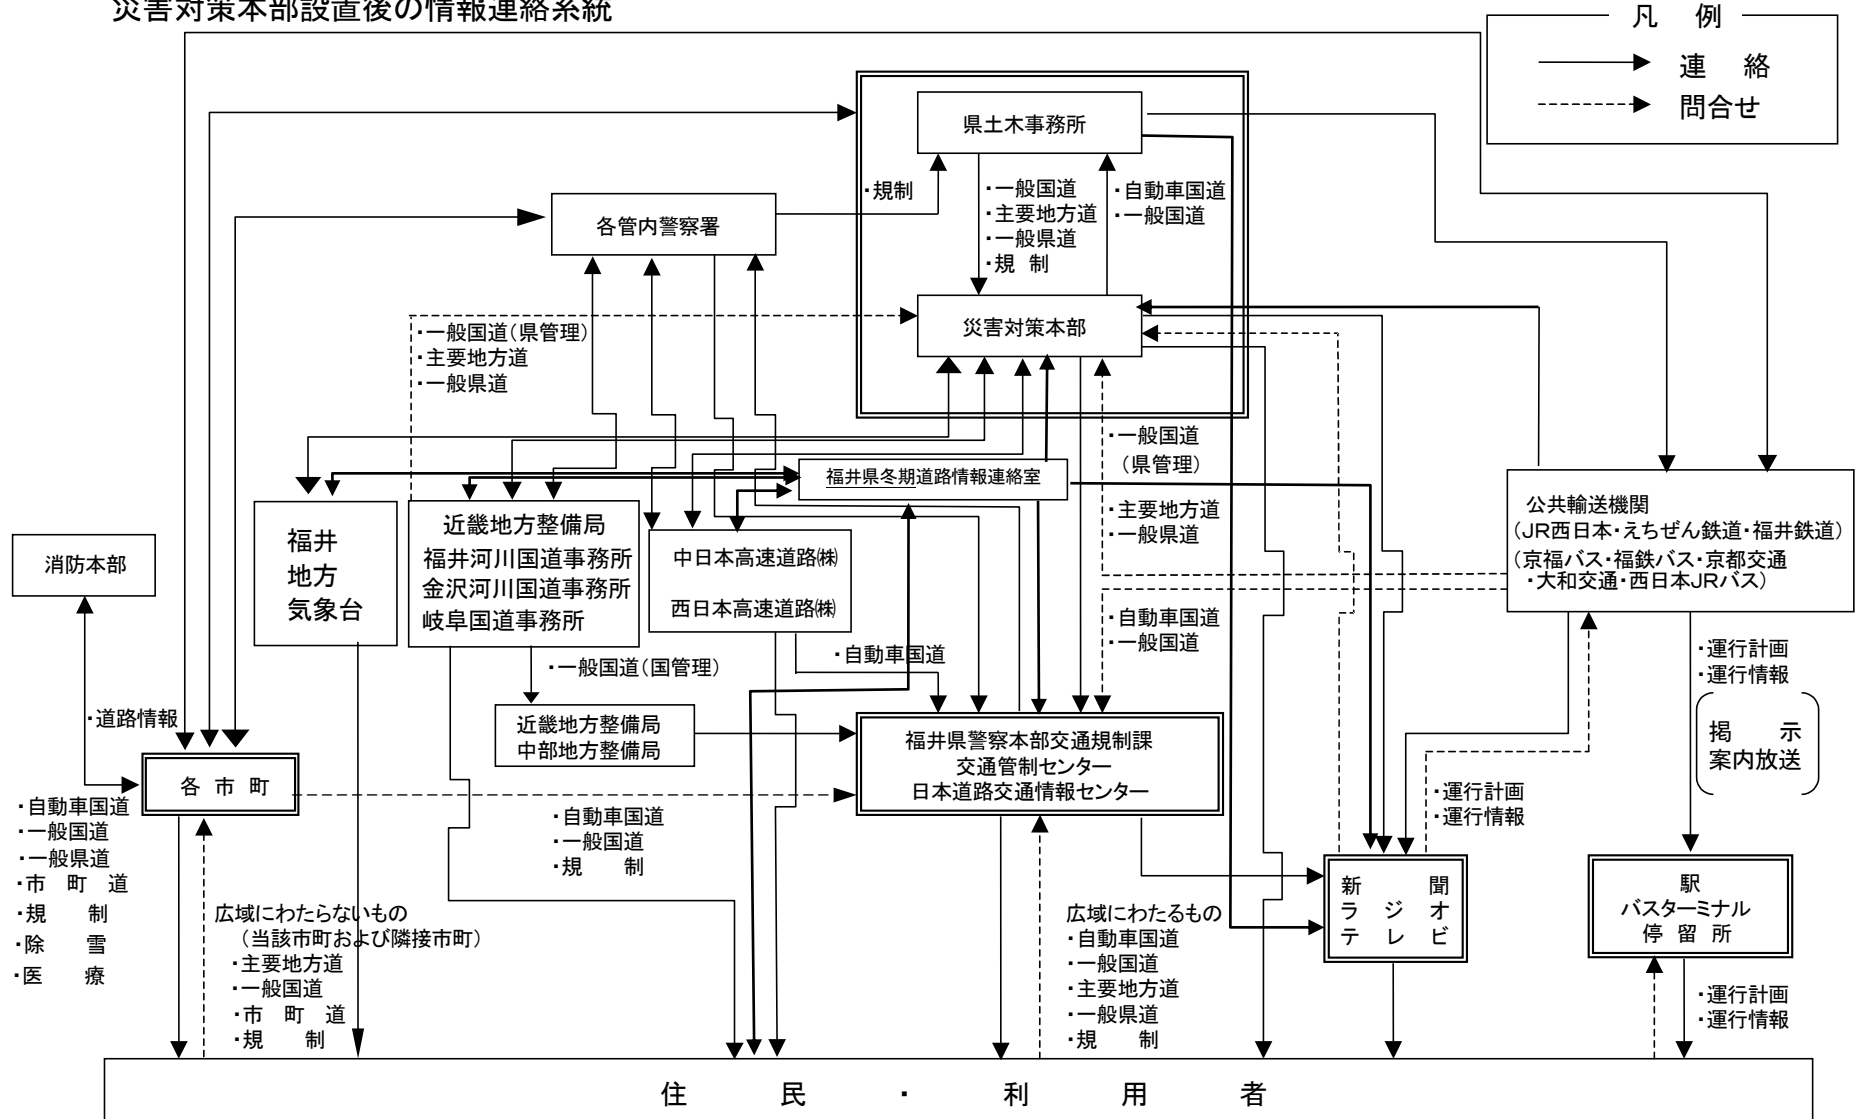 災害対策本部設置後の情報連絡系統
凡 例
連 絡
問合せ
県土木事務所
・規制
・一般国道
・主要地方道
・一般県道
・規 制
・自動車国道
・一般国道
各管内警察署
災害対策本部
・一般国道(県管理)
・主要地方道
・一般県道
・一般国道
(県管理)
・主要地方道
・一般県道
福井県冬期道路情報連絡室
公共輸送機関
(JR西日本・えちぜん鉄道・福井鉄道)
(京福バス・福鉄バス・京都交通
・大和交通・西日本JRバス)
消防本部
福井
地方
気象台
近畿地方整備局
福井河川国道事務所
金沢河川国道事務所
岐阜国道事務所
中日本高速道路㈱
西日本高速道路㈱
・自動車国道
・一般国道
・自動車国道
・一般国道(国管理)
・運行計画
・運行情報
掲 示
案内放送
・道路情報
近畿地方整備局
中部地方整備局
福井県警察本部交通規制課
交通管制センター
日本道路交通情報センター
各 市 町
・自動車国道
・一般国道
・一般県道
・市 町 道
・規 制
・除 雪
・医 療
・自動車国道
・一般国道
・規 制
・運行計画
・運行情報
新 聞
ラ ジ オ
テ レ ビ
駅
バスターミナル
停 留 所
広域にわたらないもの
(当該市町および隣接市町)
・主要地方道
・一般国道
・市 町 道
・規 制
広域にわたるもの
・自動車国道
・一般国道
・主要地方道
・一般県道
・規 制
・運行計画
・運行情報
住 民 ・ 利 用 者